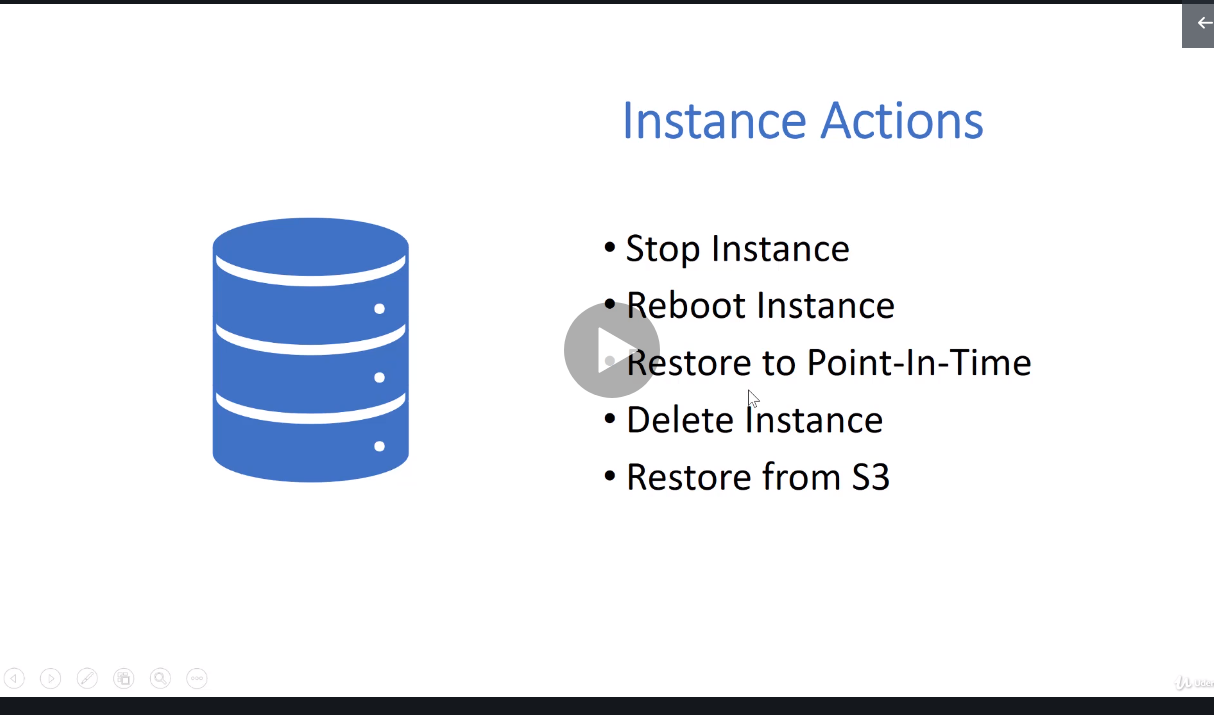 Instance Actions
• Stop Instance
• Reboot Instance
• Restore to Point-In-Time
• Delete Instance
• Restore from S3